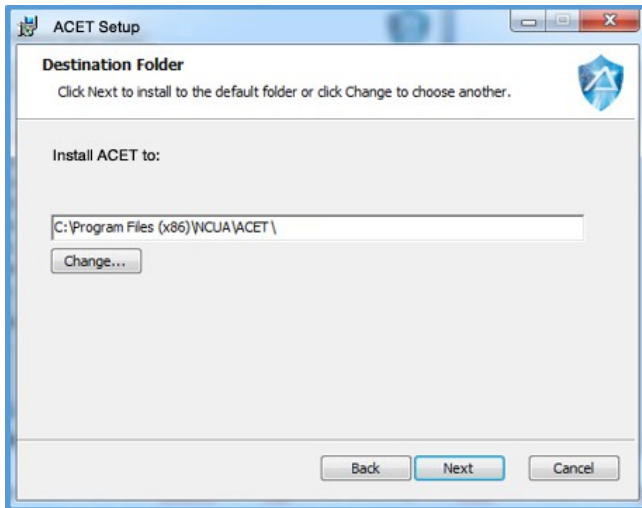 ACET Setup
Destination Folder
Click Next to install to the default folder or click Change to choose another.
Install ACET to:
C:\Program Files (x86)\NCUA\ACET\
Change...
Back Next Cancel